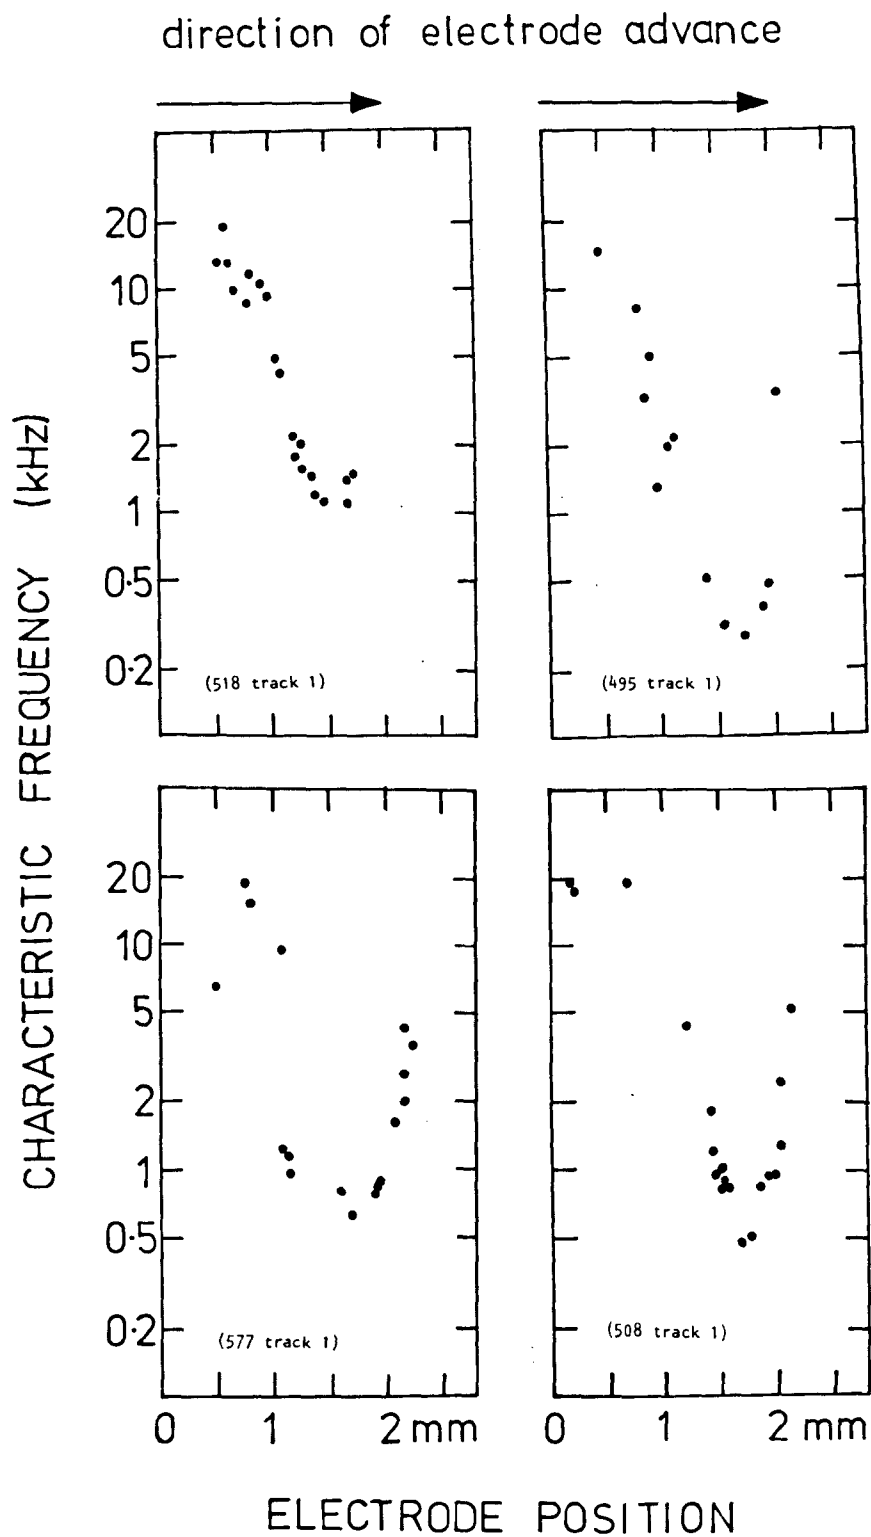 direction of electrode advance
CHARACTERISTIC FREQUENCY (kHz)
20
10
5
2
1
0·5
0·2
(518 track 1)
(495 track 1)
20
10
5
2
1
0·5
0·2
(577 track 1)
(508 track 1)
0 1 2 mm
0 1 2 mm
ELECTRODE POSITION